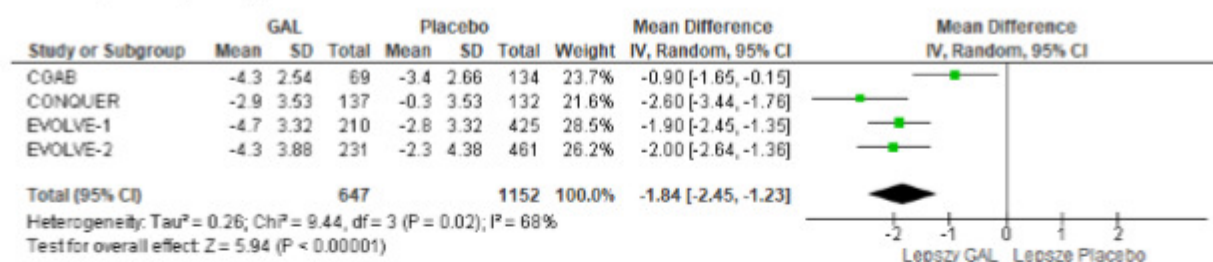 GAL Placebo Mean Difference Mean Difference
Study or Subgroup Mean SD Total Mean SD Total Weight IV, Random, 95% CI IV, Random, 95% CI
CGAB -4.3 2.54 69 -3.4 2.66 134 23.7% -0.90 [-1.65, -0.15]
CONQUER -2.9 3.53 137 -0.3 3.53 132 21.6% -2.60 [-3.44, -1.76]
EVOLVE-1 -4.7 3.32 210 -2.8 3.32 425 28.5% -1.90 [-2.45, -1.35]
EVOLVE-2 -4.3 3.88 231 -2.3 4.38 461 26.2% -2.00 [-2.64, -1.36]
Total (95% CI) 647 1152 100.0% -1.84 [-2.45, -1.23]
Heterogeneity: Tau² = 0.26; Chi² = 9.44, df = 3 (P = 0.02); I² = 68%
Test for overall effect: Z = 5.94 (P < 0.00001)
-2 -1 0 1 2
Lepszy GAL Lepsze Placebo